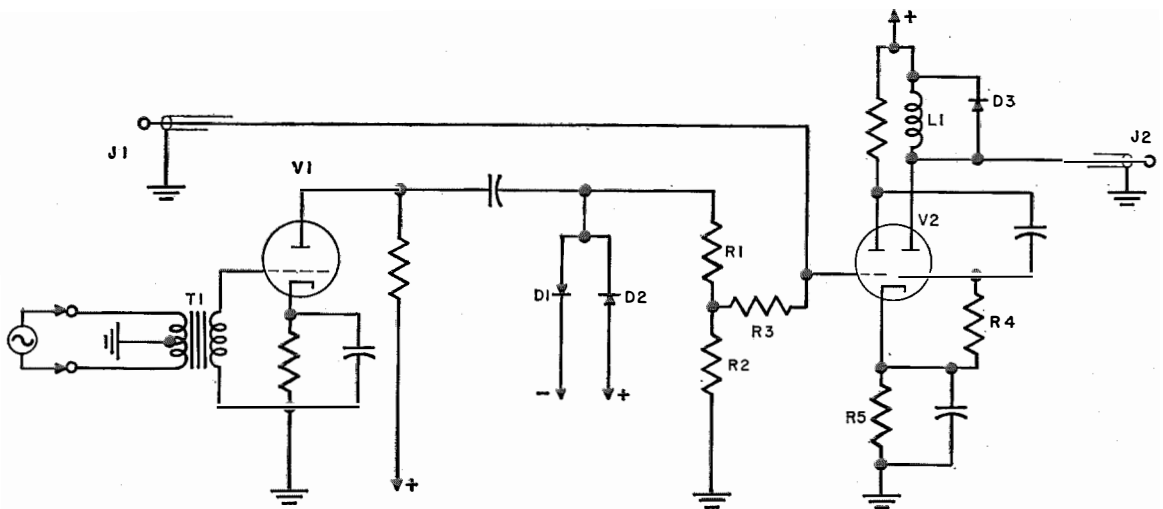 +
D3
L1
J2
J1
V1
V2
R1
D1
D2
T1
R3
R4
R2
-
+
R5
+